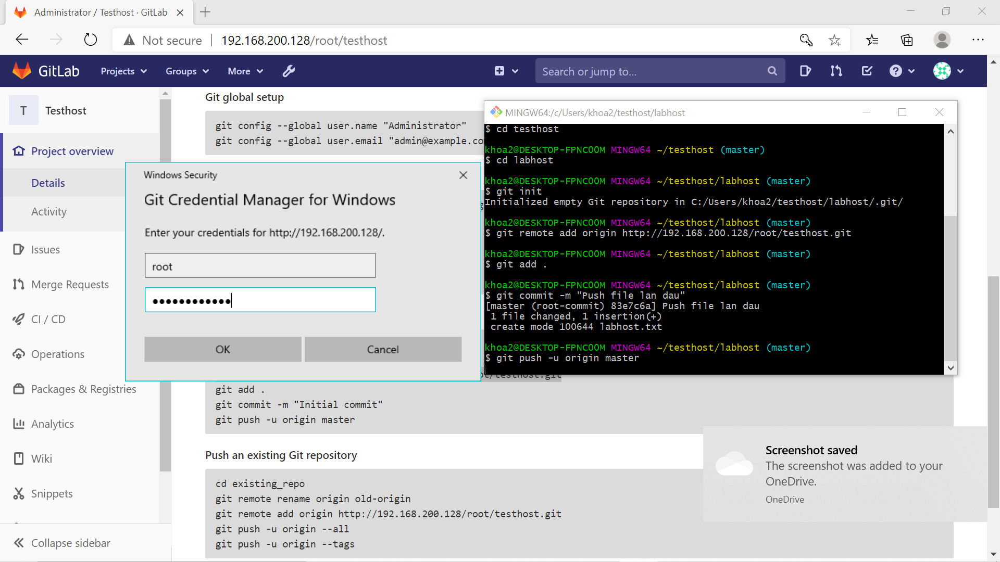 Administrator / Testhost · GitLab
Not secure
192.168.200.128/root/testhost
GitLab
Projects
Groups
More
Search or jump to...
T
Testhost
Project overview
Details
Activity
Issues
Merge Requests
CI / CD
Operations
Packages & Registries
Analytics
Wiki
Snippets
Collapse sidebar
Git global setup
git config --global user.name "Administrator"
git config --global user.email "admin@example.co
Windows Security
Git Credential Manager for Windows
Enter your credentials for http://192.168.200.128/.
root
●●●●●●●●●●●●
OK
Cancel
MINGW64:/c/Users/khoa2/testhost/labhost
$ cd testhost
khoa2@DESKTOP-FPNCOOM MINGW64 ~/testhost (master)
$ cd labhost
khoa2@DESKTOP-FPNCOOM MINGW64 ~/testhost/labhost (master)
$ git init
Initialized empty Git repository in C:/Users/khoa2/testhost/labhost/.git/
khoa2@DESKTOP-FPNCOOM MINGW64 ~/testhost/labhost (master)
$ git remote add origin http://192.168.200.128/root/testhost.git
khoa2@DESKTOP-FPNCOOM MINGW64 ~/testhost/labhost (master)
$ git add .
khoa2@DESKTOP-FPNCOOM MINGW64 ~/testhost/labhost (master)
$ git commit -m "Push file lan dau"
[master (root-commit) 83e7c6a] Push file lan dau
1 file changed, 1 insertion(+)
create mode 100644 labhost.txt
khoa2@DESKTOP-FPNCOOM MINGW64 ~/testhost/labhost (master)
$ git push -u origin master
ot/testhost.git
git add .
git commit -m "Initial commit"
git push -u origin master
Push an existing Git repository
cd existing_repo
git remote rename origin old-origin
git remote add origin http://192.168.200.128/root/testhost.git
git push -u origin --all
git push -u origin --tags
Screenshot saved
The screenshot was added to your
OneDrive.
OneDrive